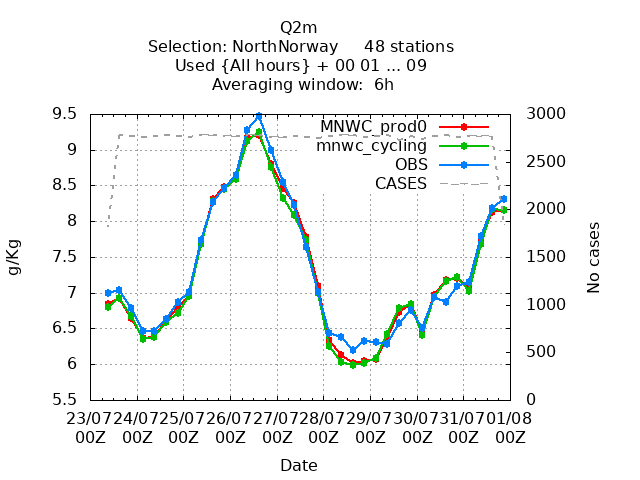 Q2m
Selection: NorthNorway 48 stations
Used {All hours} + 00 01 ... 09
Averaging window: 6h
MNWC_prod0
mnwc_cycling
OBS
CASES
9.5
9
8.5
8
7.5
7
6.5
6
5.5
g/Kg
3000
2500
2000
1500
1000
500
0
No cases
23/07 24/07 25/07 26/07 27/07 28/07 29/07 30/07 31/07 01/08
00Z 00Z 00Z 00Z 00Z 00Z 00Z 00Z 00Z 00Z
Date